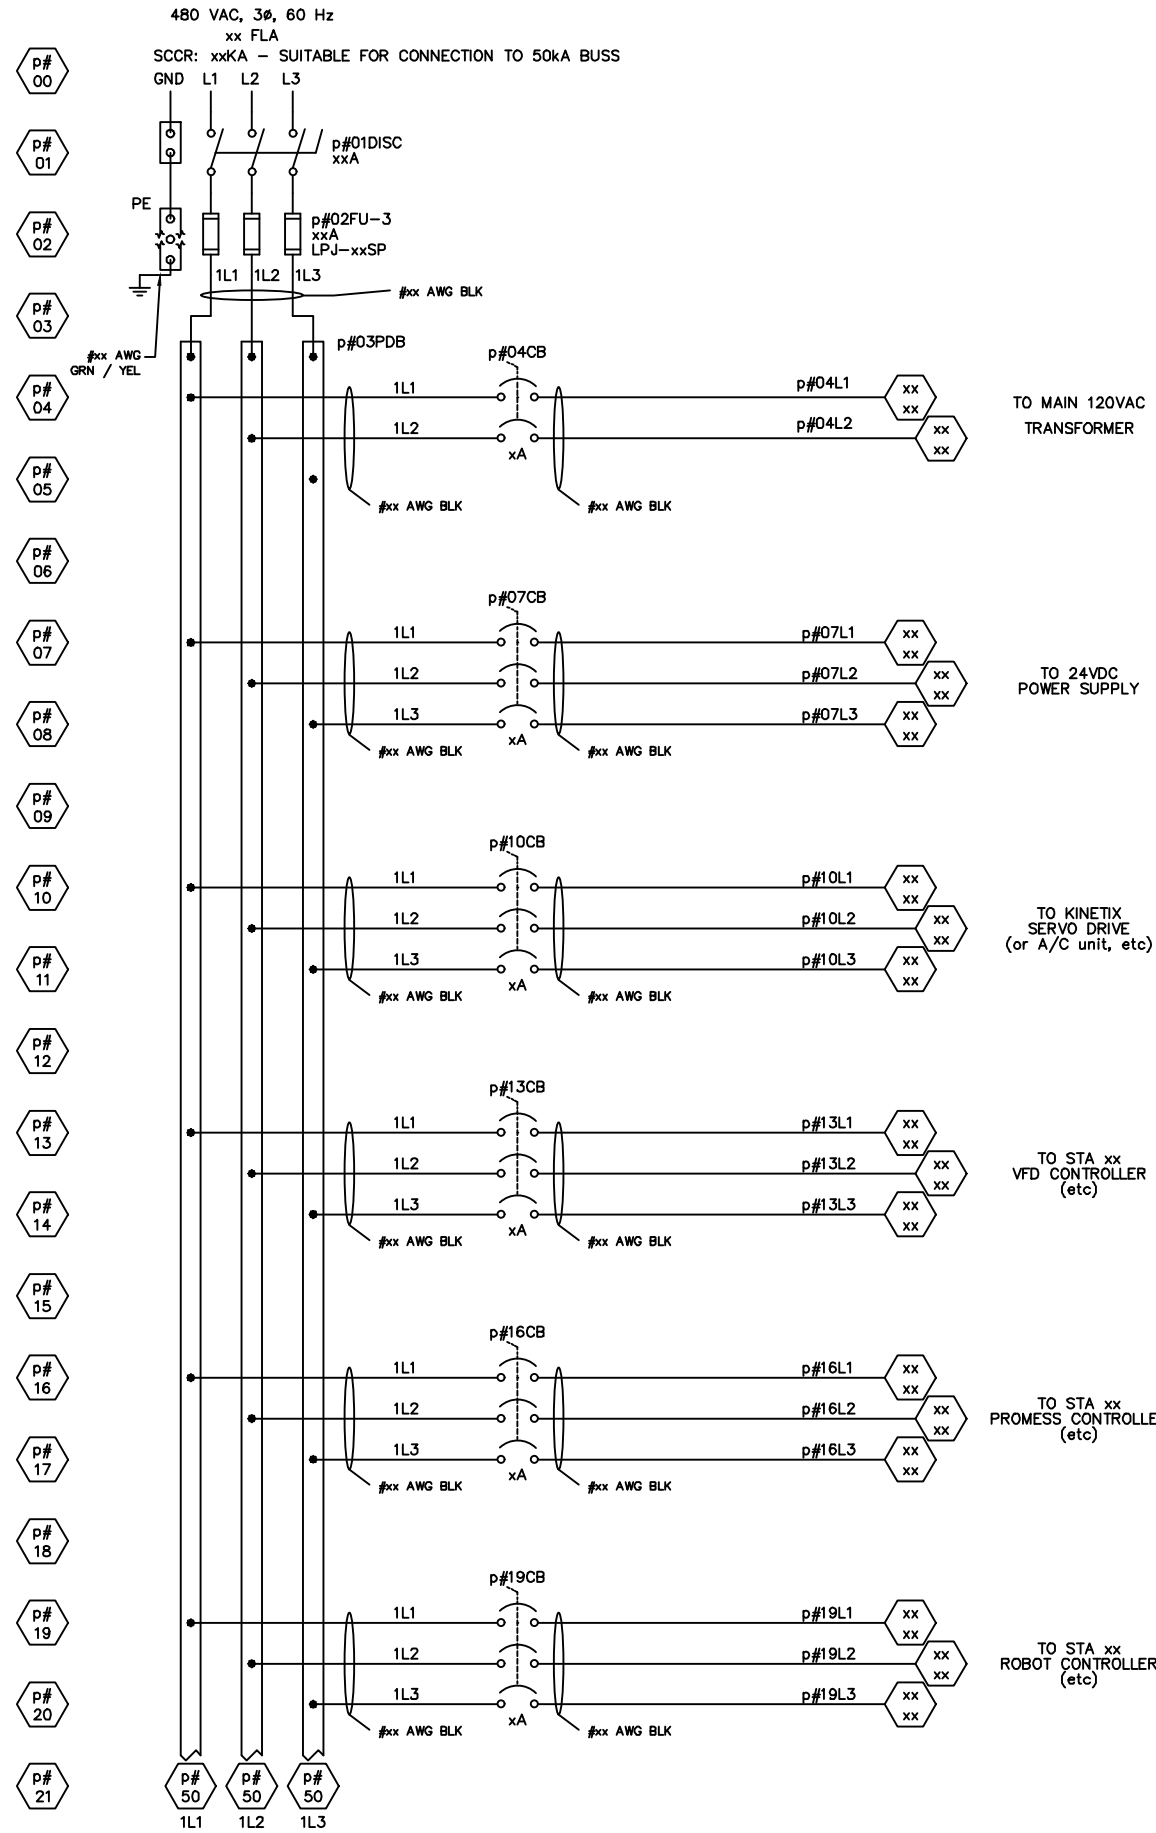 480 VAC, 3ø, 60 Hz
xx FLA
SCCR: xxKA - SUITABLE FOR CONNECTION TO 50kA BUSS
GND L1 L2 L3
p#
00
p#
01
p#01DISC
xxA
PE
p#
02
p#02FU-3
xxA
LPJ-xxSP
1L1 1L2 1L3
#xx AWG BLK
p#
03
#xx AWG
GRN / YEL
p#03PDB
p#
04
p#04CB
1L1
p#04L1
xx
xx
1L2
p#04L2
xx
xx
xA
TO MAIN 120VAC
TRANSFORMER
p#
05
#xx AWG BLK
#xx AWG BLK
p#
06
p#
07
p#07CB
1L1
p#07L1
xx
xx
1L2
p#07L2
xx
xx
TO 24VDC
POWER SUPPLY
p#
08
1L3
xA
p#07L3
xx
xx
#xx AWG BLK
#xx AWG BLK
p#
09
p#
10
p#10CB
1L1
p#10L1
xx
xx
1L2
p#10L2
xx
xx
TO KINETIX
SERVO DRIVE
(or A/C unit, etc)
p#
11
1L3
xA
p#10L3
xx
xx
#xx AWG BLK
#xx AWG BLK
p#
12
p#
13
p#13CB
1L1
p#13L1
xx
xx
1L2
p#13L2
xx
xx
TO STA xx
VFD CONTROLLER
(etc)
p#
14
1L3
xA
p#13L3
xx
xx
#xx AWG BLK
#xx AWG BLK
p#
15
p#
16
p#16CB
1L1
p#16L1
xx
xx
1L2
p#16L2
xx
xx
TO STA xx
PROMESS CONTROLLE
(etc)
p#
17
1L3
xA
p#16L3
xx
xx
#xx AWG BLK
#xx AWG BLK
p#
18
p#
19
p#19CB
1L1
p#19L1
xx
xx
1L2
p#19L2
xx
xx
TO STA xx
ROBOT CONTROLLER
(etc)
p#
20
1L3
xA
p#19L3
xx
xx
#xx AWG BLK
#xx AWG BLK
p#
21
p#
50
p#
50
p#
50
1L1 1L2 1L3